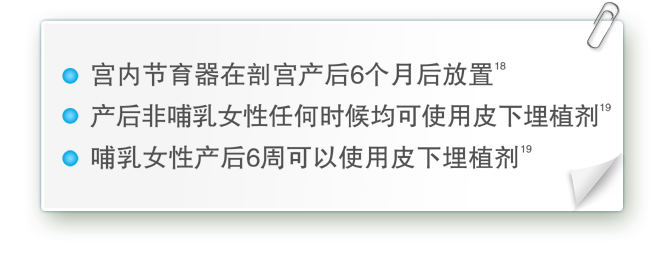 宫内节育器在剖宫产后6个月后放置18
产后非哺乳女性任何时候均可使用皮下埋植剂19
哺乳女性产后6周可以使用皮下埋植剂19